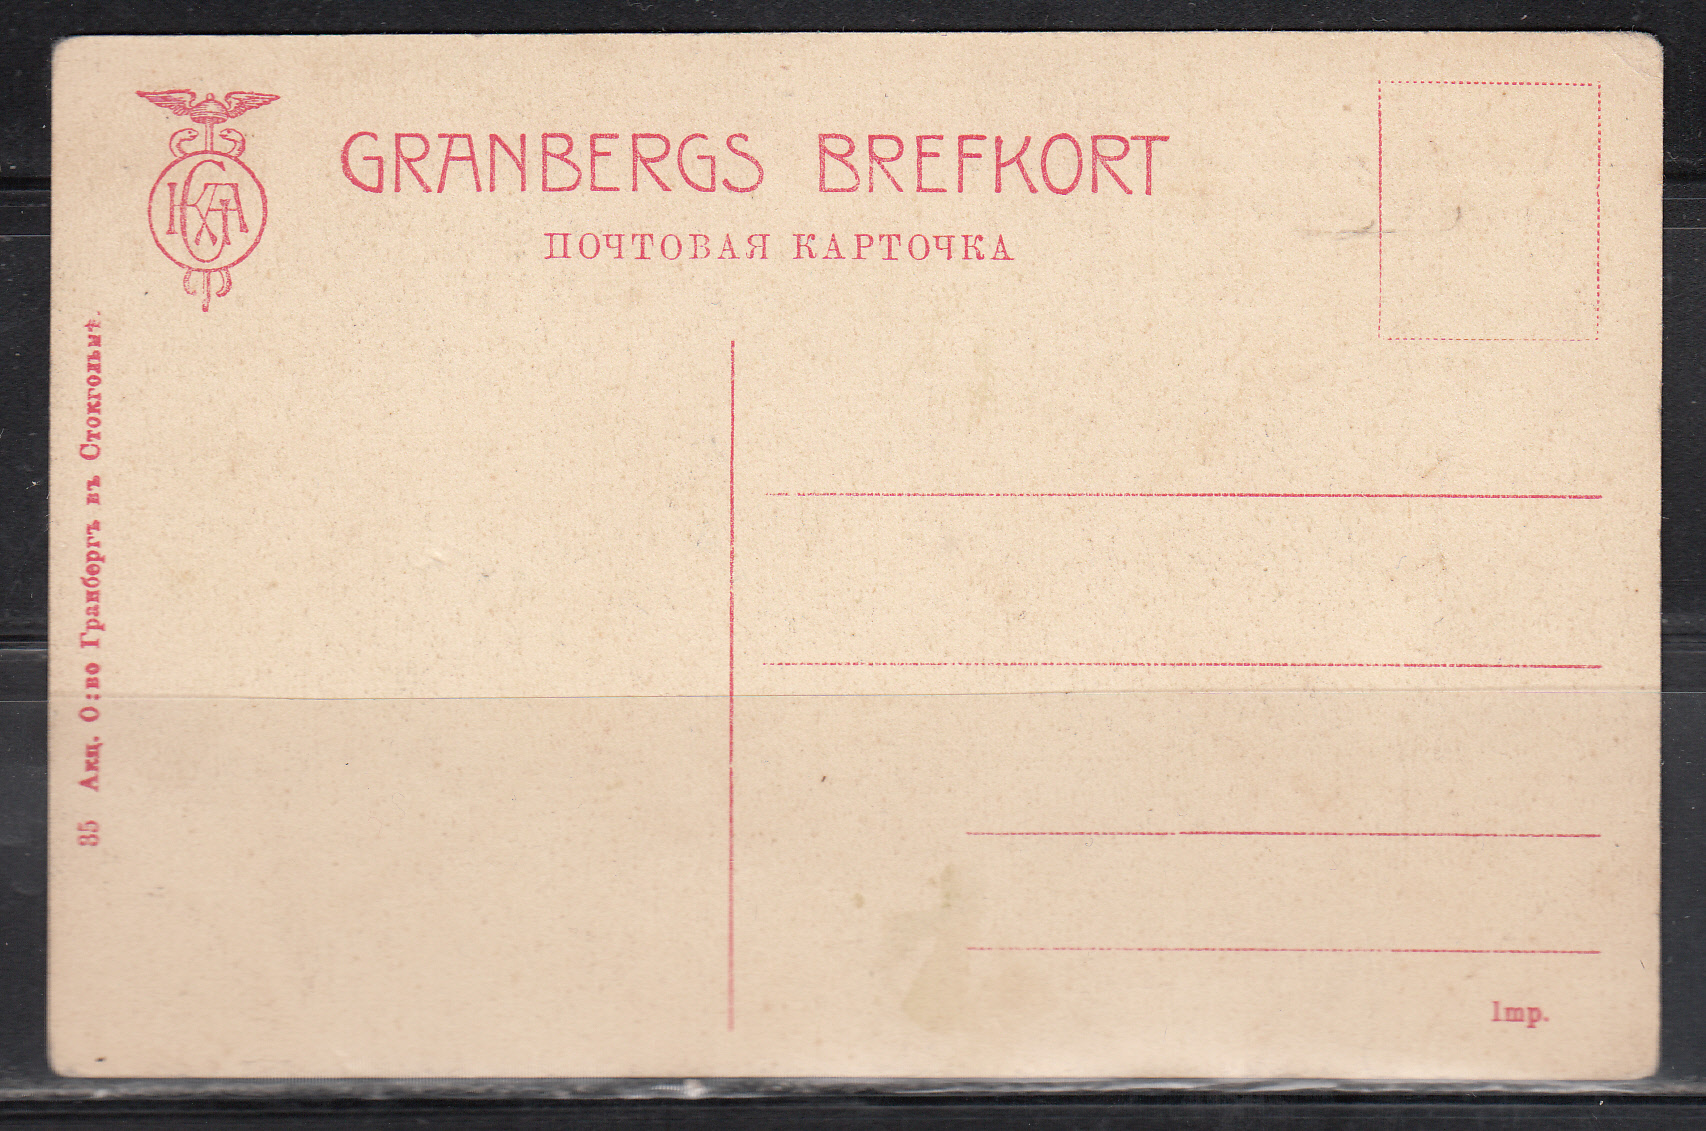 GRANBERGS BREFKORT
ПОЧТОВАЯ КАРТОЧКА
35 Акц. О:во Гранбергъ въ Стокгольмѣ.
Imp.